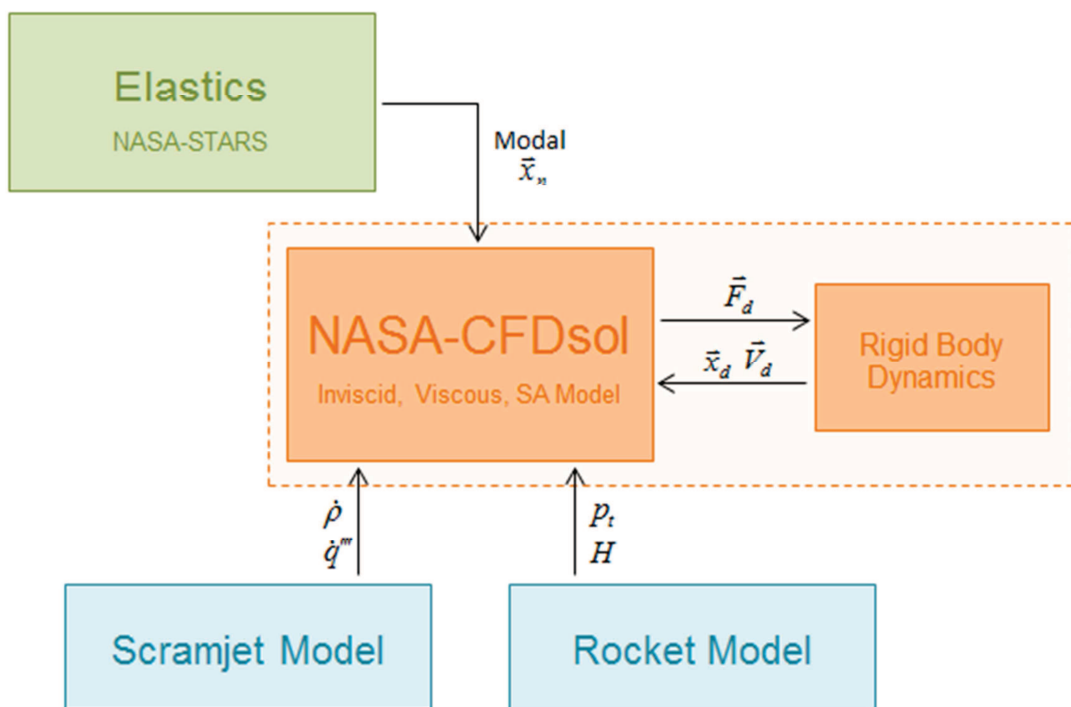 Elastics
NASA-STARS
Modal
x⃗ₙ
NASA-CFDsol
Inviscid, Viscous, SA Model
F⃗_d
x⃗_d V⃗_d
Rigid Body
Dynamics
ρ̇
q̇‴
pₜ
H
Scramjet Model
Rocket Model